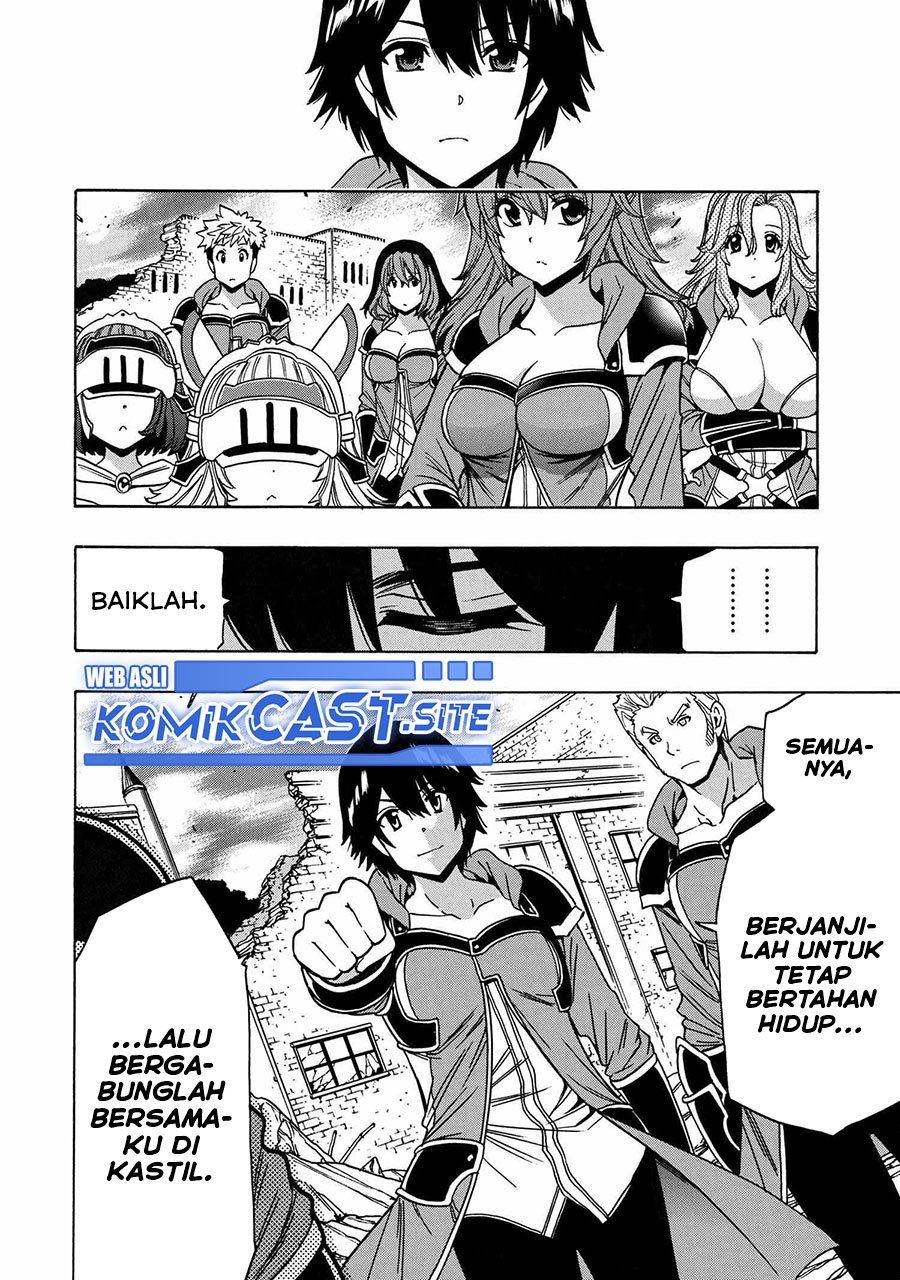 ......
BAIKLAH.
WEB ASLI
KOMIKCAST.SITE
SEMUA-
NYA,
BERJANJI-
LAH UNTUK
TETAP
BERTAHAN
HIDUP...
...LALU
BERGA-
BUNGLAH
BERSAMA-
KU DI
KASTIL.